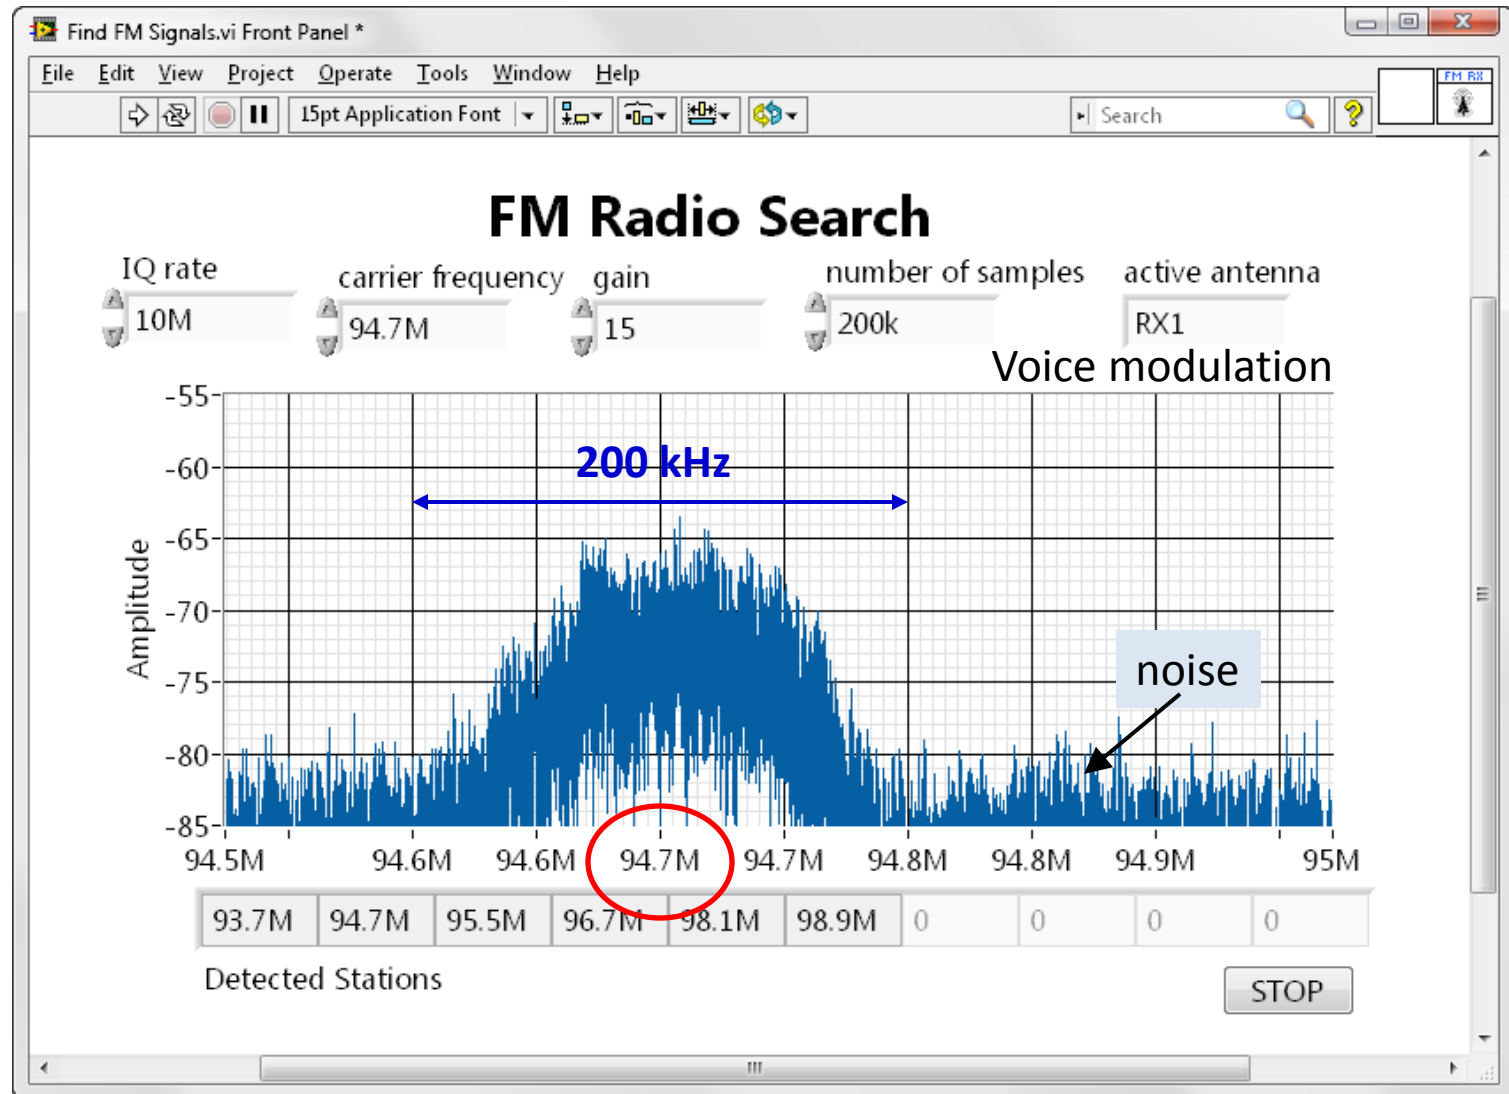 Find FM Signals.vi Front Panel *
File Edit View Project Operate Tools Window Help
15pt Application Font
Search
?
FM RX
FM Radio Search
IQ rate carrier frequency gain number of samples active antenna
10M 94.7M 15 200k RX1
Voice modulation
-55
-60
-65
-70
-75
-80
-85
Amplitude
200 kHz
noise
94.5M 94.6M 94.6M 94.7M 94.7M 94.8M 94.8M 94.9M 95M
93.7M 94.7M 95.5M 96.7M 98.1M 98.9M 0 0 0 0
Detected Stations
STOP